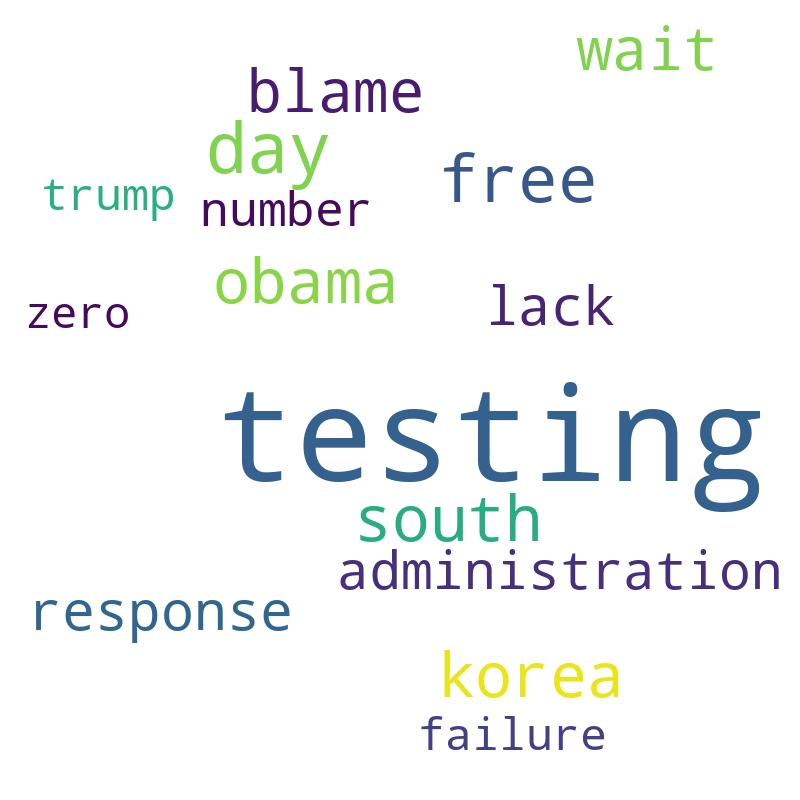 wait
blame
day
free
trump
number
obama
lack
zero
testing
south
administration
response
korea
failure